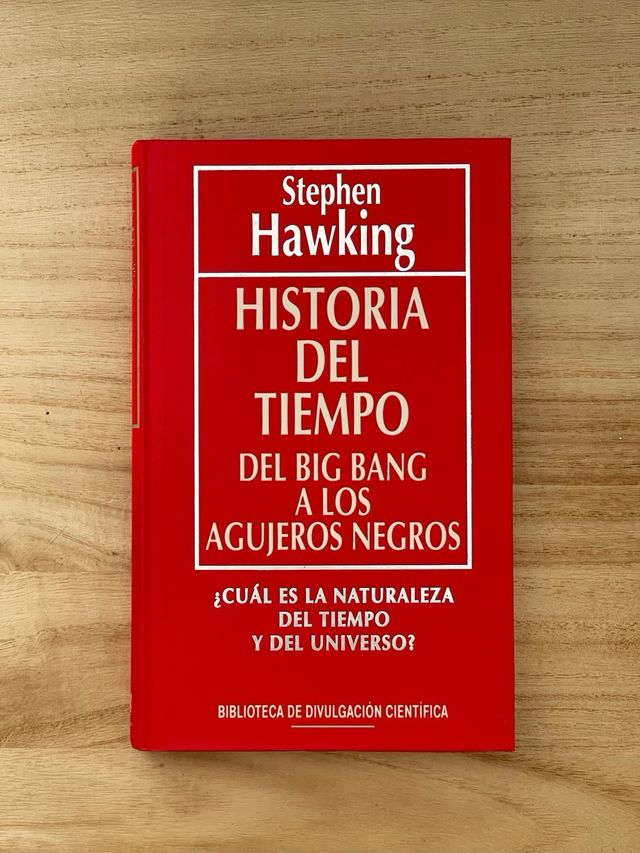 Stephen
Hawking
HISTORIA
DEL
TIEMPO
DEL BIG BANG
A LOS
AGUJEROS NEGROS
¿CUÁL ES LA NATURALEZA
DEL TIEMPO
Y DEL UNIVERSO?
BIBLIOTECA DE DIVULGACIÓN CIENTÍFICA